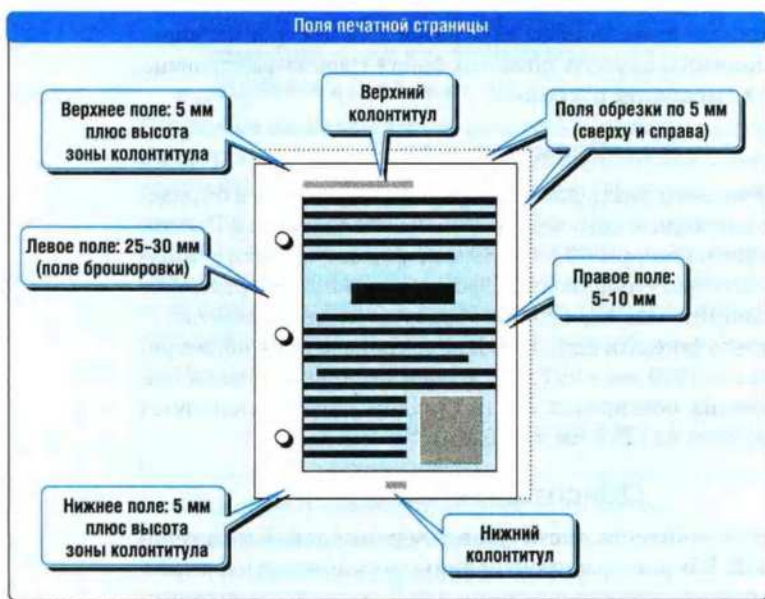 Поля печатной страницы
Верхнее поле: 5 мм
плюс высота
зоны колонтитула
Верхний
колонтитул
Поля обрезки по 5 мм
(сверху и справа)
Левое поле: 25–30 мм
(поле брошюровки)
Правое поле:
5–10 мм
Нижнее поле: 5 мм
плюс высота
зоны колонтитула
Нижний
колонтитул